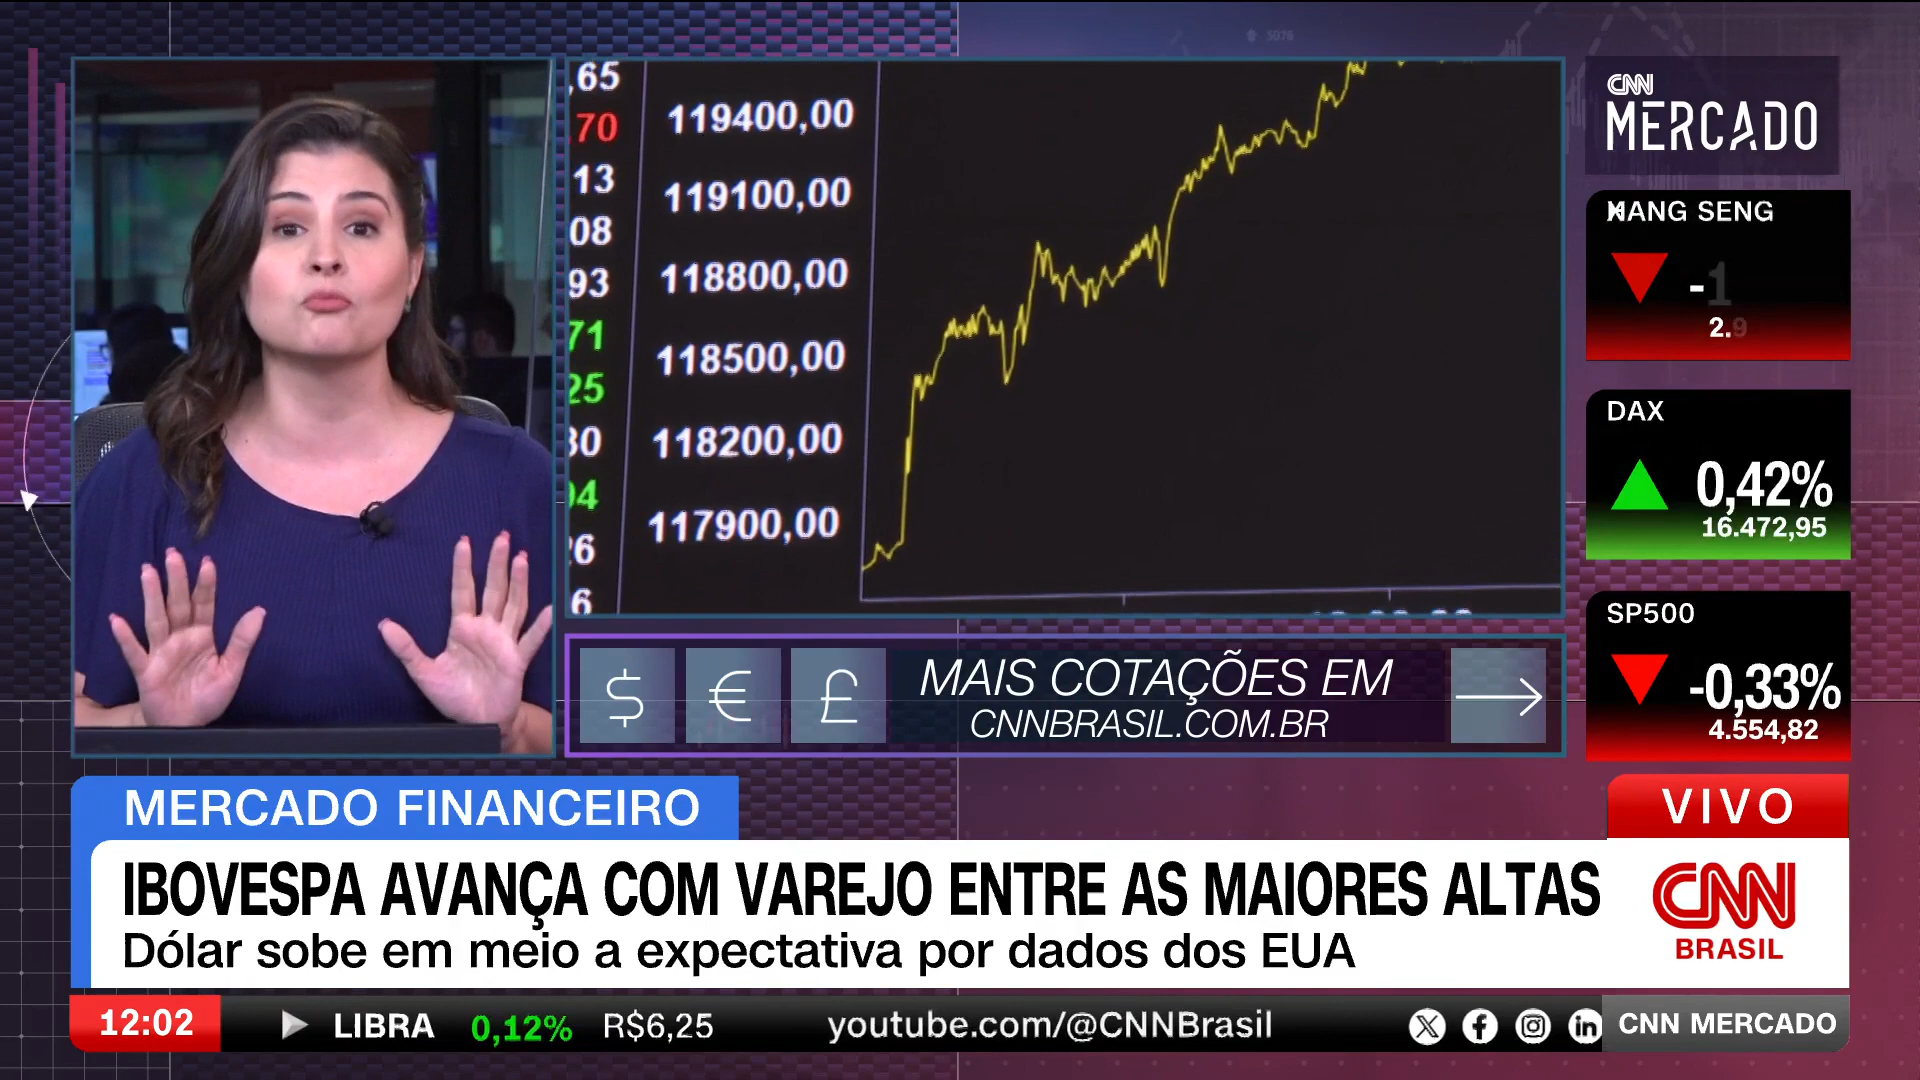 ,65
70
13
08
93
71
25
30
04
26
6
119400,00
119100,00
118800,00
118500,00
118200,00
117900,00
CNN
MERCADO
HANG SENG
DAX
0,42%
16.472,95
SP500
-0,33%
4.554,82
$ € £
MAIS COTAÇÕES EM
CNNBRASIL.COM.BR
MERCADO FINANCEIRO
VIVO
IBOVESPA AVANÇA COM VAREJO ENTRE AS MAIORES ALTAS
Dólar sobe em meio a expectativa por dados dos EUA
CNN
BRASIL
12:02 LIBRA 0,12% R$6,25 youtube.com/@CNNBrasil CNN MERCADO